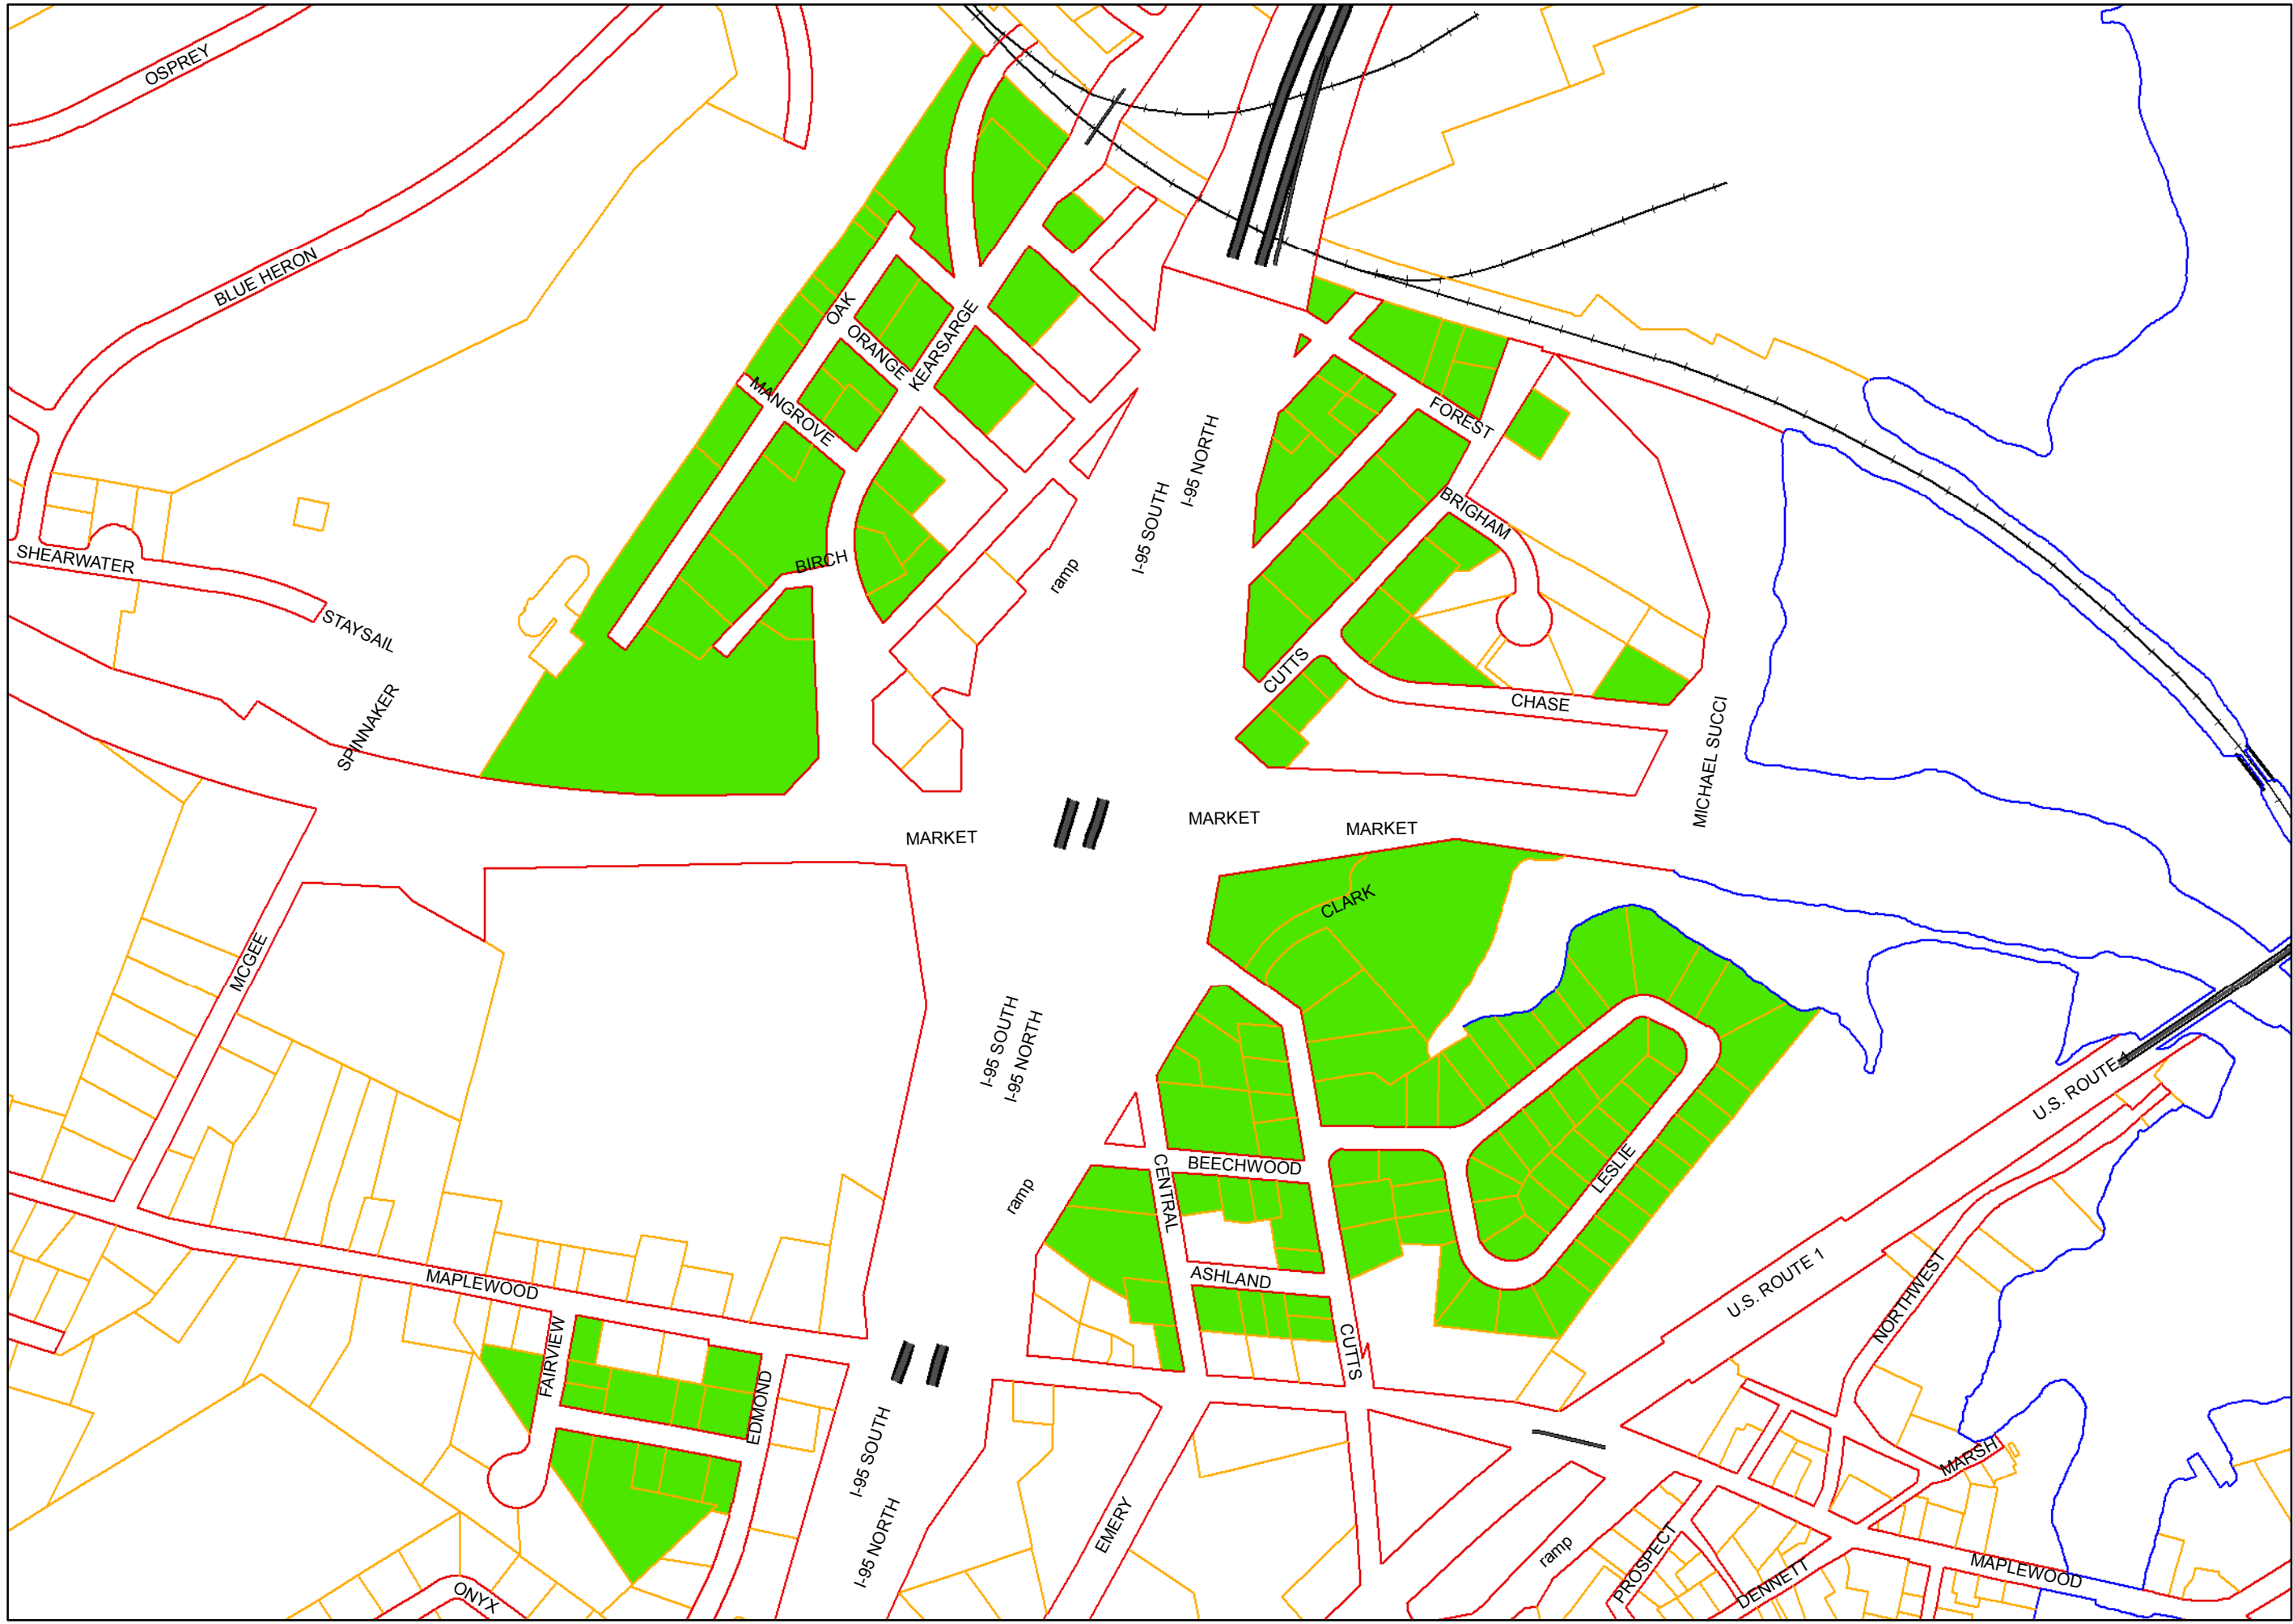 OSPREY
BLUE HERON
OAK
ORANGE
KEARSARGE
MANGROVE
FOREST
I-95 NORTH
I-95 SOUTH
BRIGHAM
SHEARWATER
BIRCH
ramp
STAYSAIL
CUTTS
SPINNAKER
CHASE
MICHAEL SUCCI
MARKET
MARKET
MARKET
CLARK
MCGEE
I-95 SOUTH
I-95 NORTH
U.S. ROUTE 1
BEECHWOOD
CENTRAL
LESLIE
ramp
ASHLAND
MAPLEWOOD
U.S. ROUTE 1
NORTHWEST
FAIRVIEW
CUTTS
EDMOND
I-95 SOUTH
MARSH
I-95 NORTH
EMERY
ramp
PROSPECT
DENNETT
MAPLEWOOD
ONYX